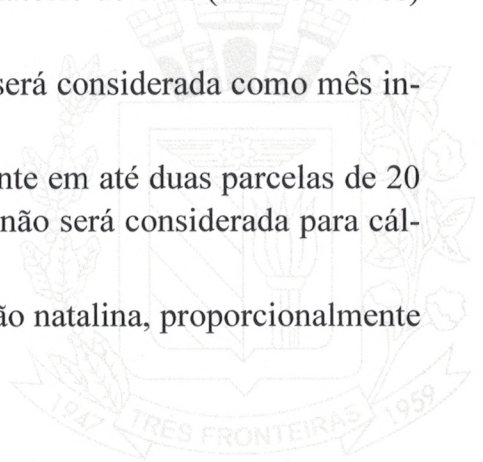 será considerada como mês in-
nte em até duas parcelas de 20
não será considerada para cál-
ão natalina, proporcionalmente
1947 TRES FRONTEIRAS 1959